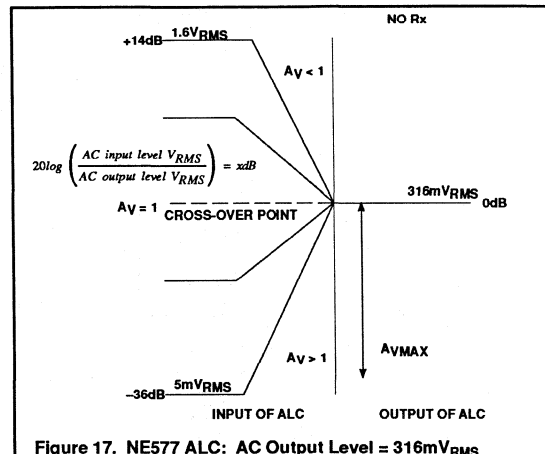 NO Rx
+14dB 1.6VRMS
AV < 1
20log ( AC input level VRMS / AC output level VRMS ) = xdB
316mVRMS 0dB
AV = 1
CROSS-OVER POINT
AVMAX
AV > 1
−36dB 5mVRMS
INPUT OF ALC OUTPUT OF ALC
Figure 17. NE577 ALC: AC Output Level = 316mVRMS